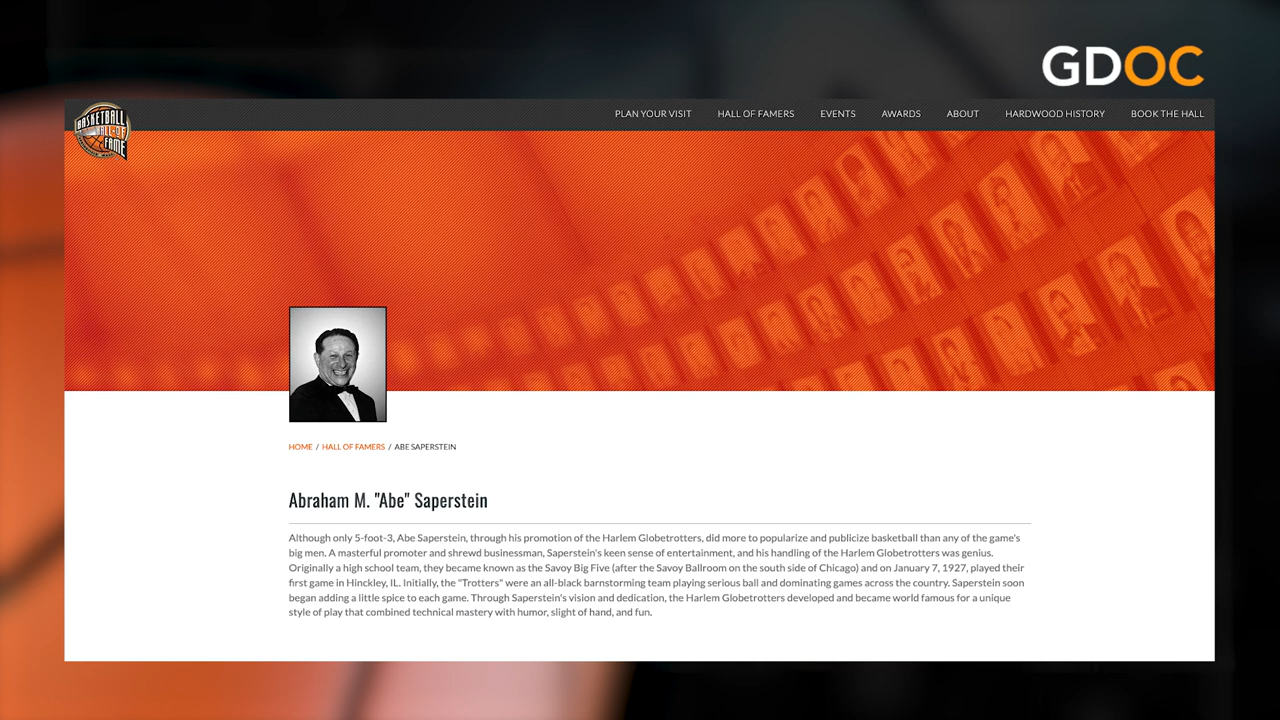 GDOC
BASKETBALL
HALL OF
FAME
PLAN YOUR VISIT HALL OF FAMERS EVENTS AWARDS ABOUT HARDWOOD HISTORY BOOK THE HALL
HOME / HALL OF FAMERS / ABE SAPERSTEIN
Abraham M. "Abe" Saperstein
Although only 5-foot-3, Abe Saperstein, through his promotion of the Harlem Globetrotters, did more to popularize and publicize basketball than any of the game's
big men. A masterful promoter and shrewd businessman, Saperstein's keen sense of entertainment, and his handling of the Harlem Globetrotters was genius.
Originally a high school team, they became known as the Savoy Big Five (after the Savoy Ballroom on the south side of Chicago) and on January 7, 1927, played their
first game in Hinckley, IL. Initially, the "Trotters" were an all-black barnstorming team playing serious ball and dominating games across the country. Saperstein soon
began adding a little spice to each game. Through Saperstein's vision and dedication, the Harlem Globetrotters developed and became world famous for a unique
style of play that combined technical mastery with humor, slight of hand, and fun.